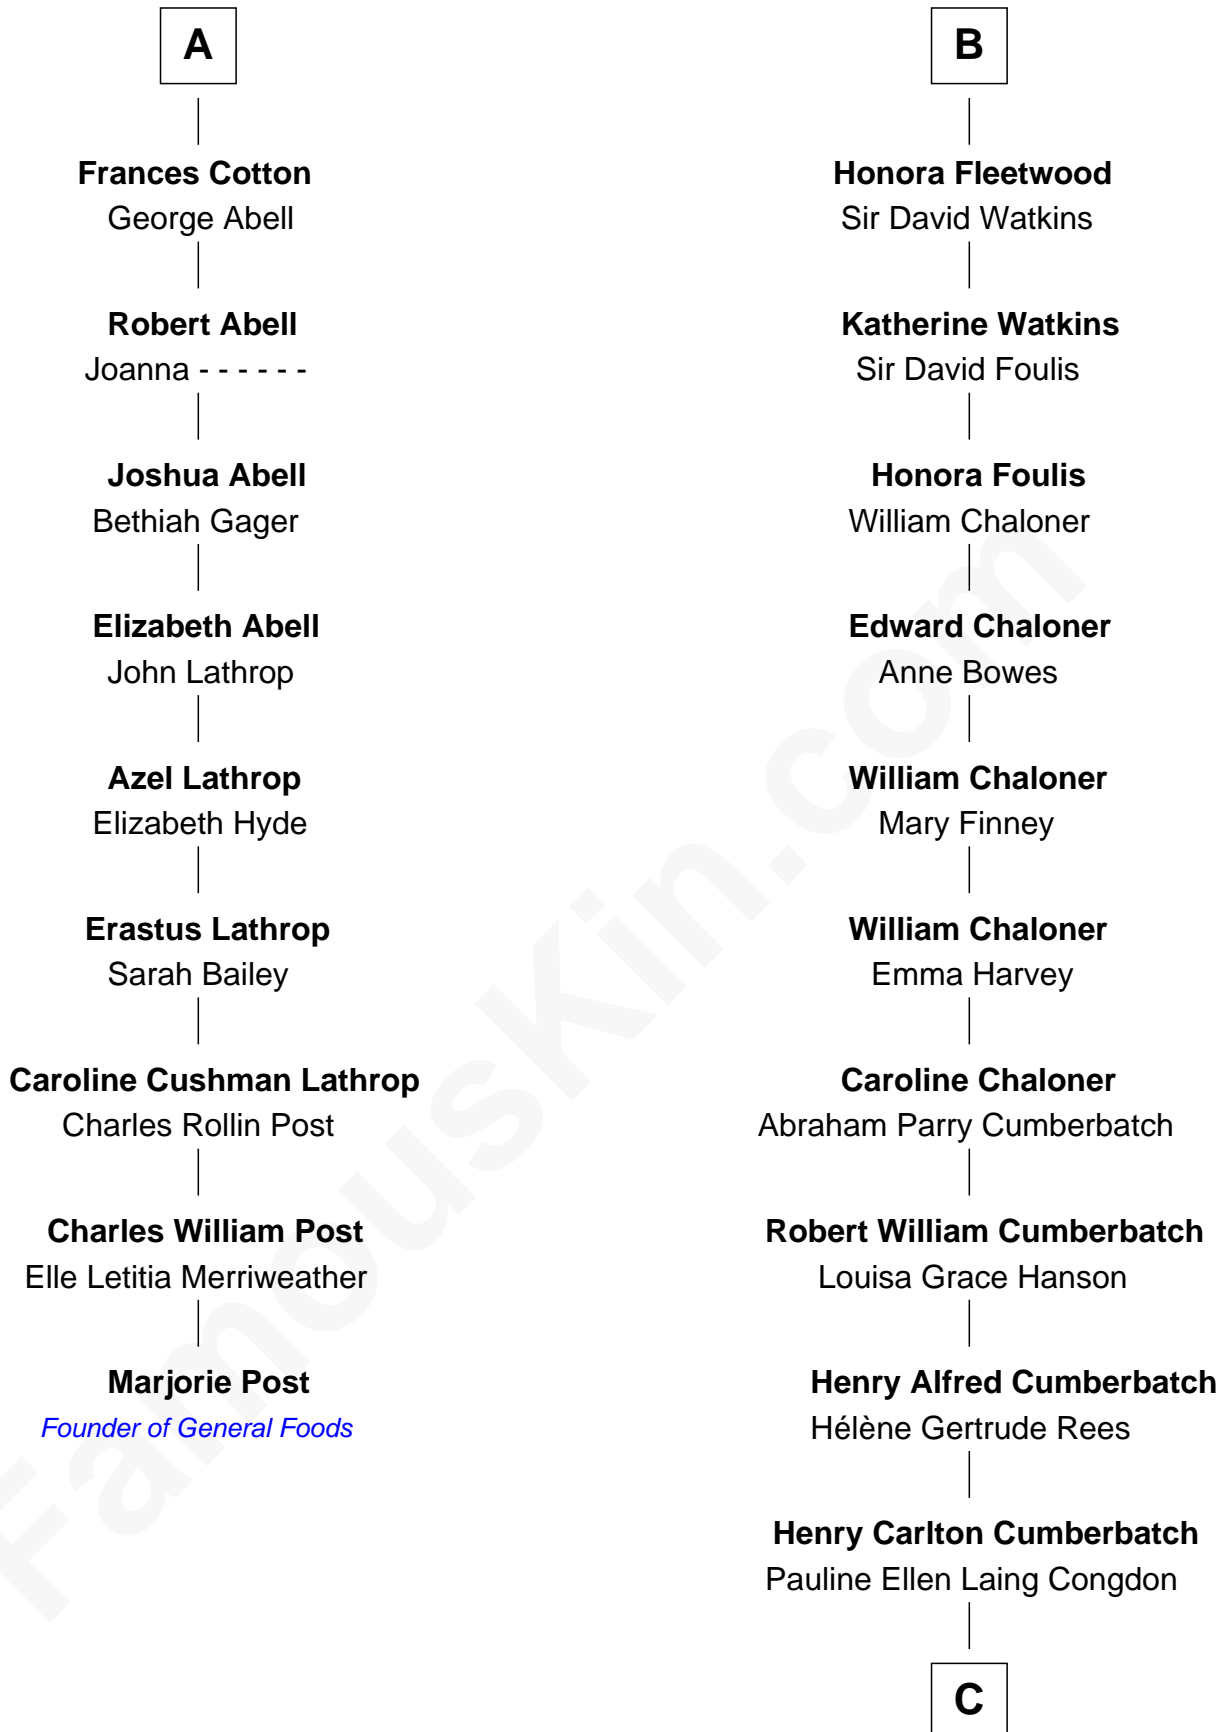 A
Frances Cotton
George Abell
Robert Abell
Joanna - - - - - -
Joshua Abell
Bethiah Gager
Elizabeth Abell
John Lathrop
Azel Lathrop
Elizabeth Hyde
Erastus Lathrop
Sarah Bailey
Caroline Cushman Lathrop
Charles Rollin Post
Charles William Post
Elle Letitia Merriweather
Marjorie Post
Founder of General Foods
B
Honora Fleetwood
Sir David Watkins
Katherine Watkins
Sir David Foulis
Honora Foulis
William Chaloner
Edward Chaloner
Anne Bowes
William Chaloner
Mary Finney
William Chaloner
Emma Harvey
Caroline Chaloner
Abraham Parry Cumberbatch
Robert William Cumberbatch
Louisa Grace Hanson
Henry Alfred Cumberbatch
Hélène Gertrude Rees
Henry Carlton Cumberbatch
Pauline Ellen Laing Congdon
C
FamousKin.com